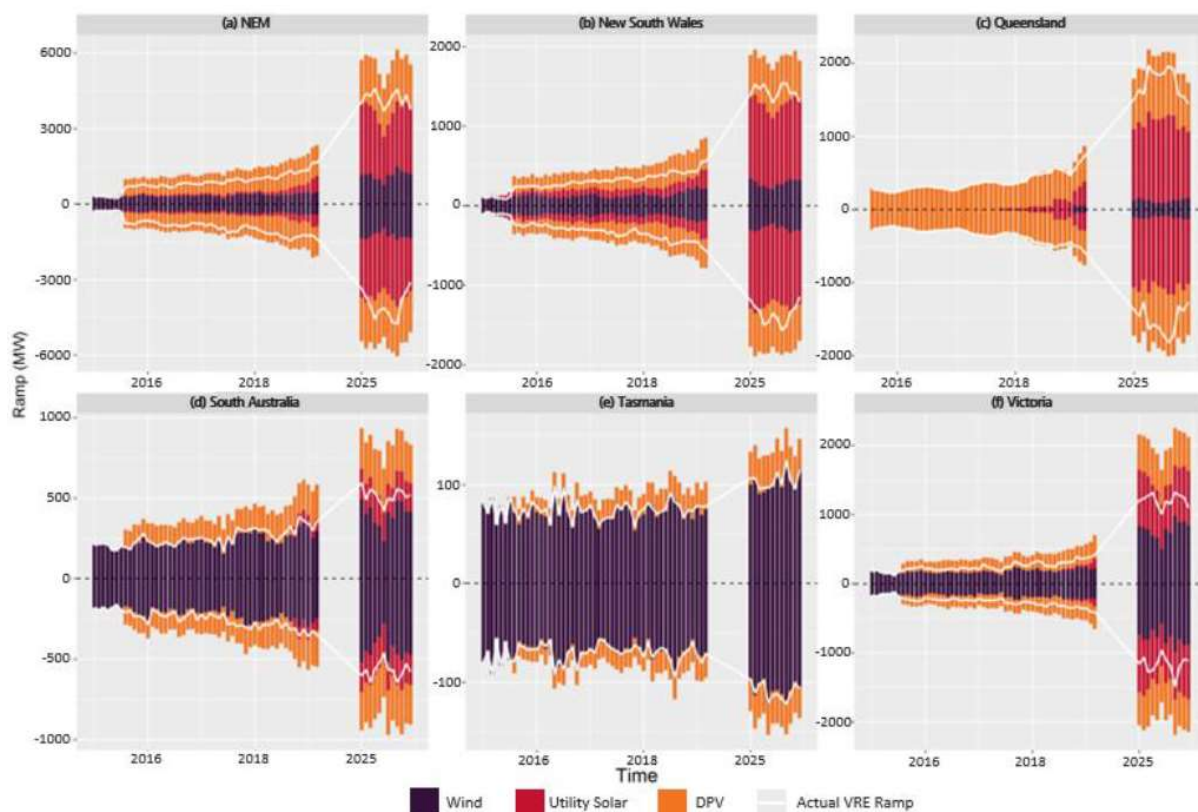 (a) NEM (b) New South Wales (c) Queensland
6000 2000 2000
3000 1000 1000
0 0 0
-3000 -1000 -1000
-6000 -2000 -2000
2016 2018 2025 2016 2018 2025 2016 2018 2025
Ramp (MW)
(d) South Australia (e) Tasmania (f) Victoria
1000 100 2000
500 0 1000
0 -100 0
-500 -1000
-1000 -2000
2016 2018 2025 2016 2018 2025 2016 2018 2025
Time
Wind Utility Solar DPV Actual VRE Ramp